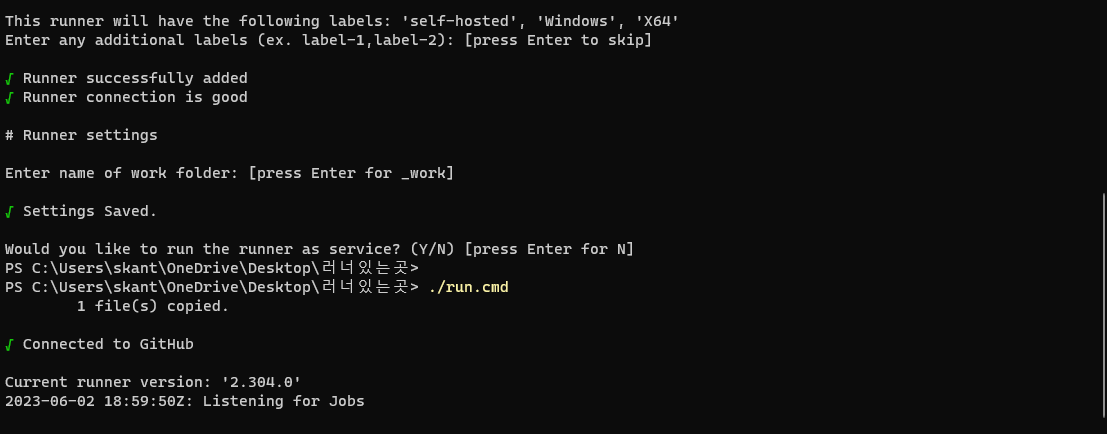 This runner will have the following labels: 'self-hosted', 'Windows', 'X64'
Enter any additional labels (ex. label-1,label-2): [press Enter to skip]
√ Runner successfully added
√ Runner connection is good
# Runner settings
Enter name of work folder: [press Enter for _work]
√ Settings Saved.
Would you like to run the runner as service? (Y/N) [press Enter for N]
PS C:\Users\skant\OneDrive\Desktop\러너있는곳>
PS C:\Users\skant\OneDrive\Desktop\러너있는곳> ./run.cmd
1 file(s) copied.
√ Connected to GitHub
Current runner version: '2.304.0'
2023-06-02 18:59:50Z: Listening for Jobs